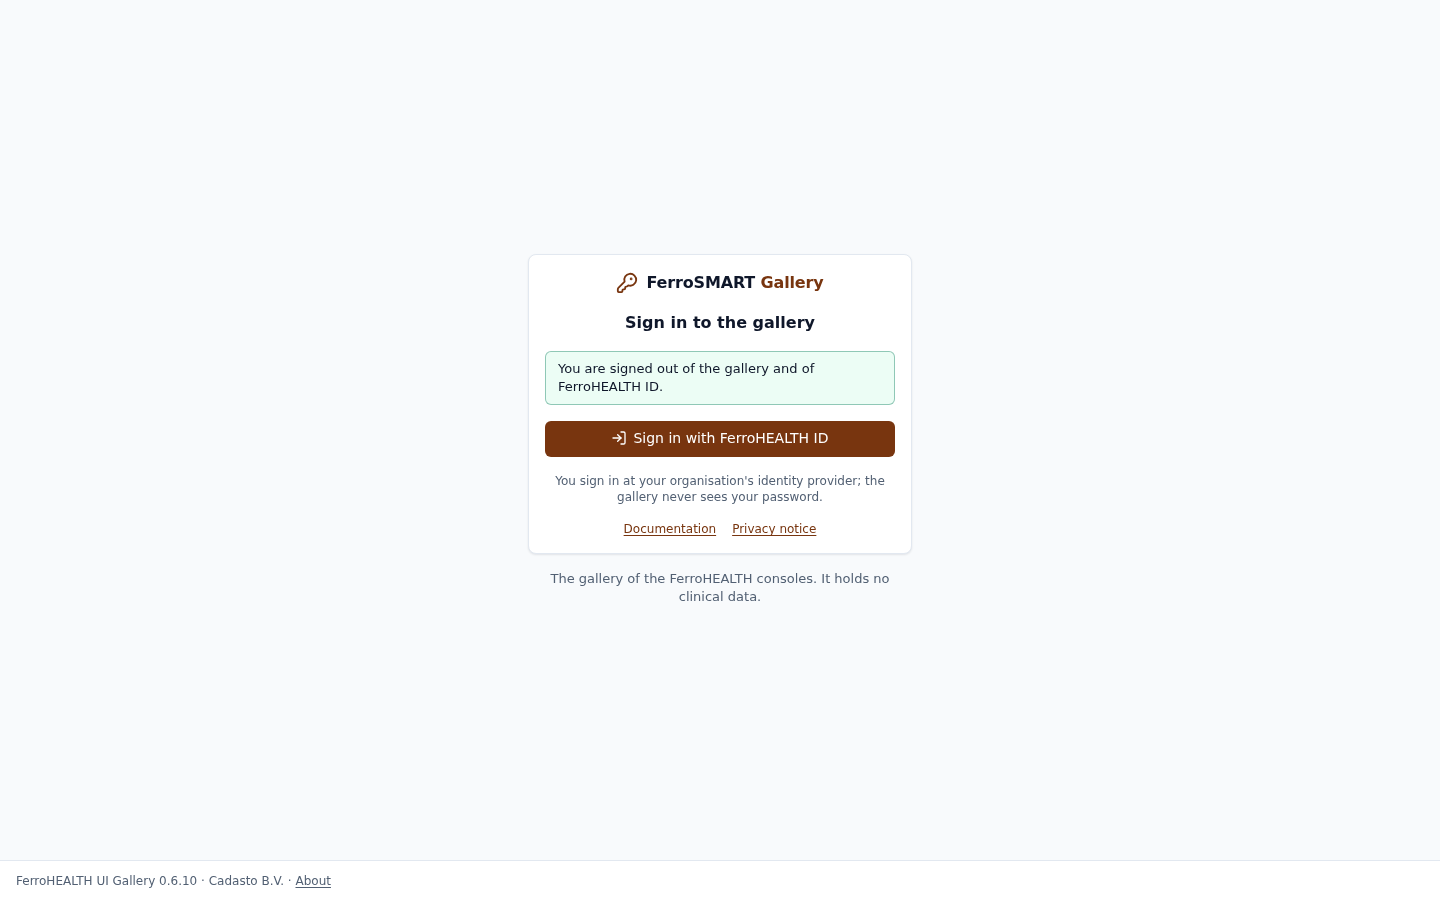 FerroSMART Gallery
Sign in to the gallery
You are signed out of the gallery and of
FerroHEALTH ID.
Sign in with FerroHEALTH ID
You sign in at your organisation's identity provider; the
gallery never sees your password.
Documentation Privacy notice
The gallery of the FerroHEALTH consoles. It holds no
clinical data.
FerroHEALTH UI Gallery 0.6.10 · Cadasto B.V. · About